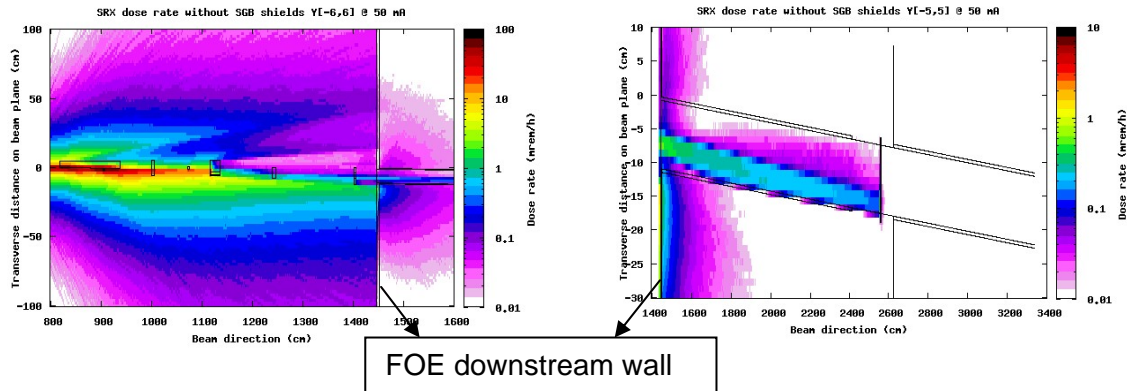 SRX dose rate without SGB shields Y[-6,6] @ 50 mA
Transverse distance on beam plane (cm)
100
50
0
-50
-100
800 900 1000 1100 1200 1300 1400 1500 1600
Beam direction (cm)
100
10
1
0.1
0.01
Dose rate (mrem/h)
SRX dose rate without SGB shields Y[-5,5] @ 50 mA
Transverse distance on beam plane (cm)
10
5
0
-5
-10
-15
-20
-25
-30
1400 1600 1800 2000 2200 2400 2600 2800 3000 3200 3400
Beam direction (cm)
10
1
0.1
0.01
Dose rate (mrem/h)
FOE downstream wall